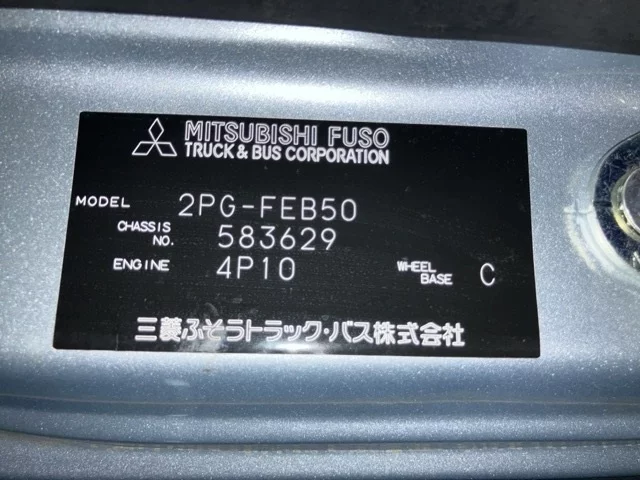 MITSUBISHI FUSO
TRUCK & BUS CORPORATION
MODEL 2PG-FEB50
CHASSIS NO. 583629
ENGINE 4P10 WHEEL BASE C
三菱ふそうトラック・バス株式会社